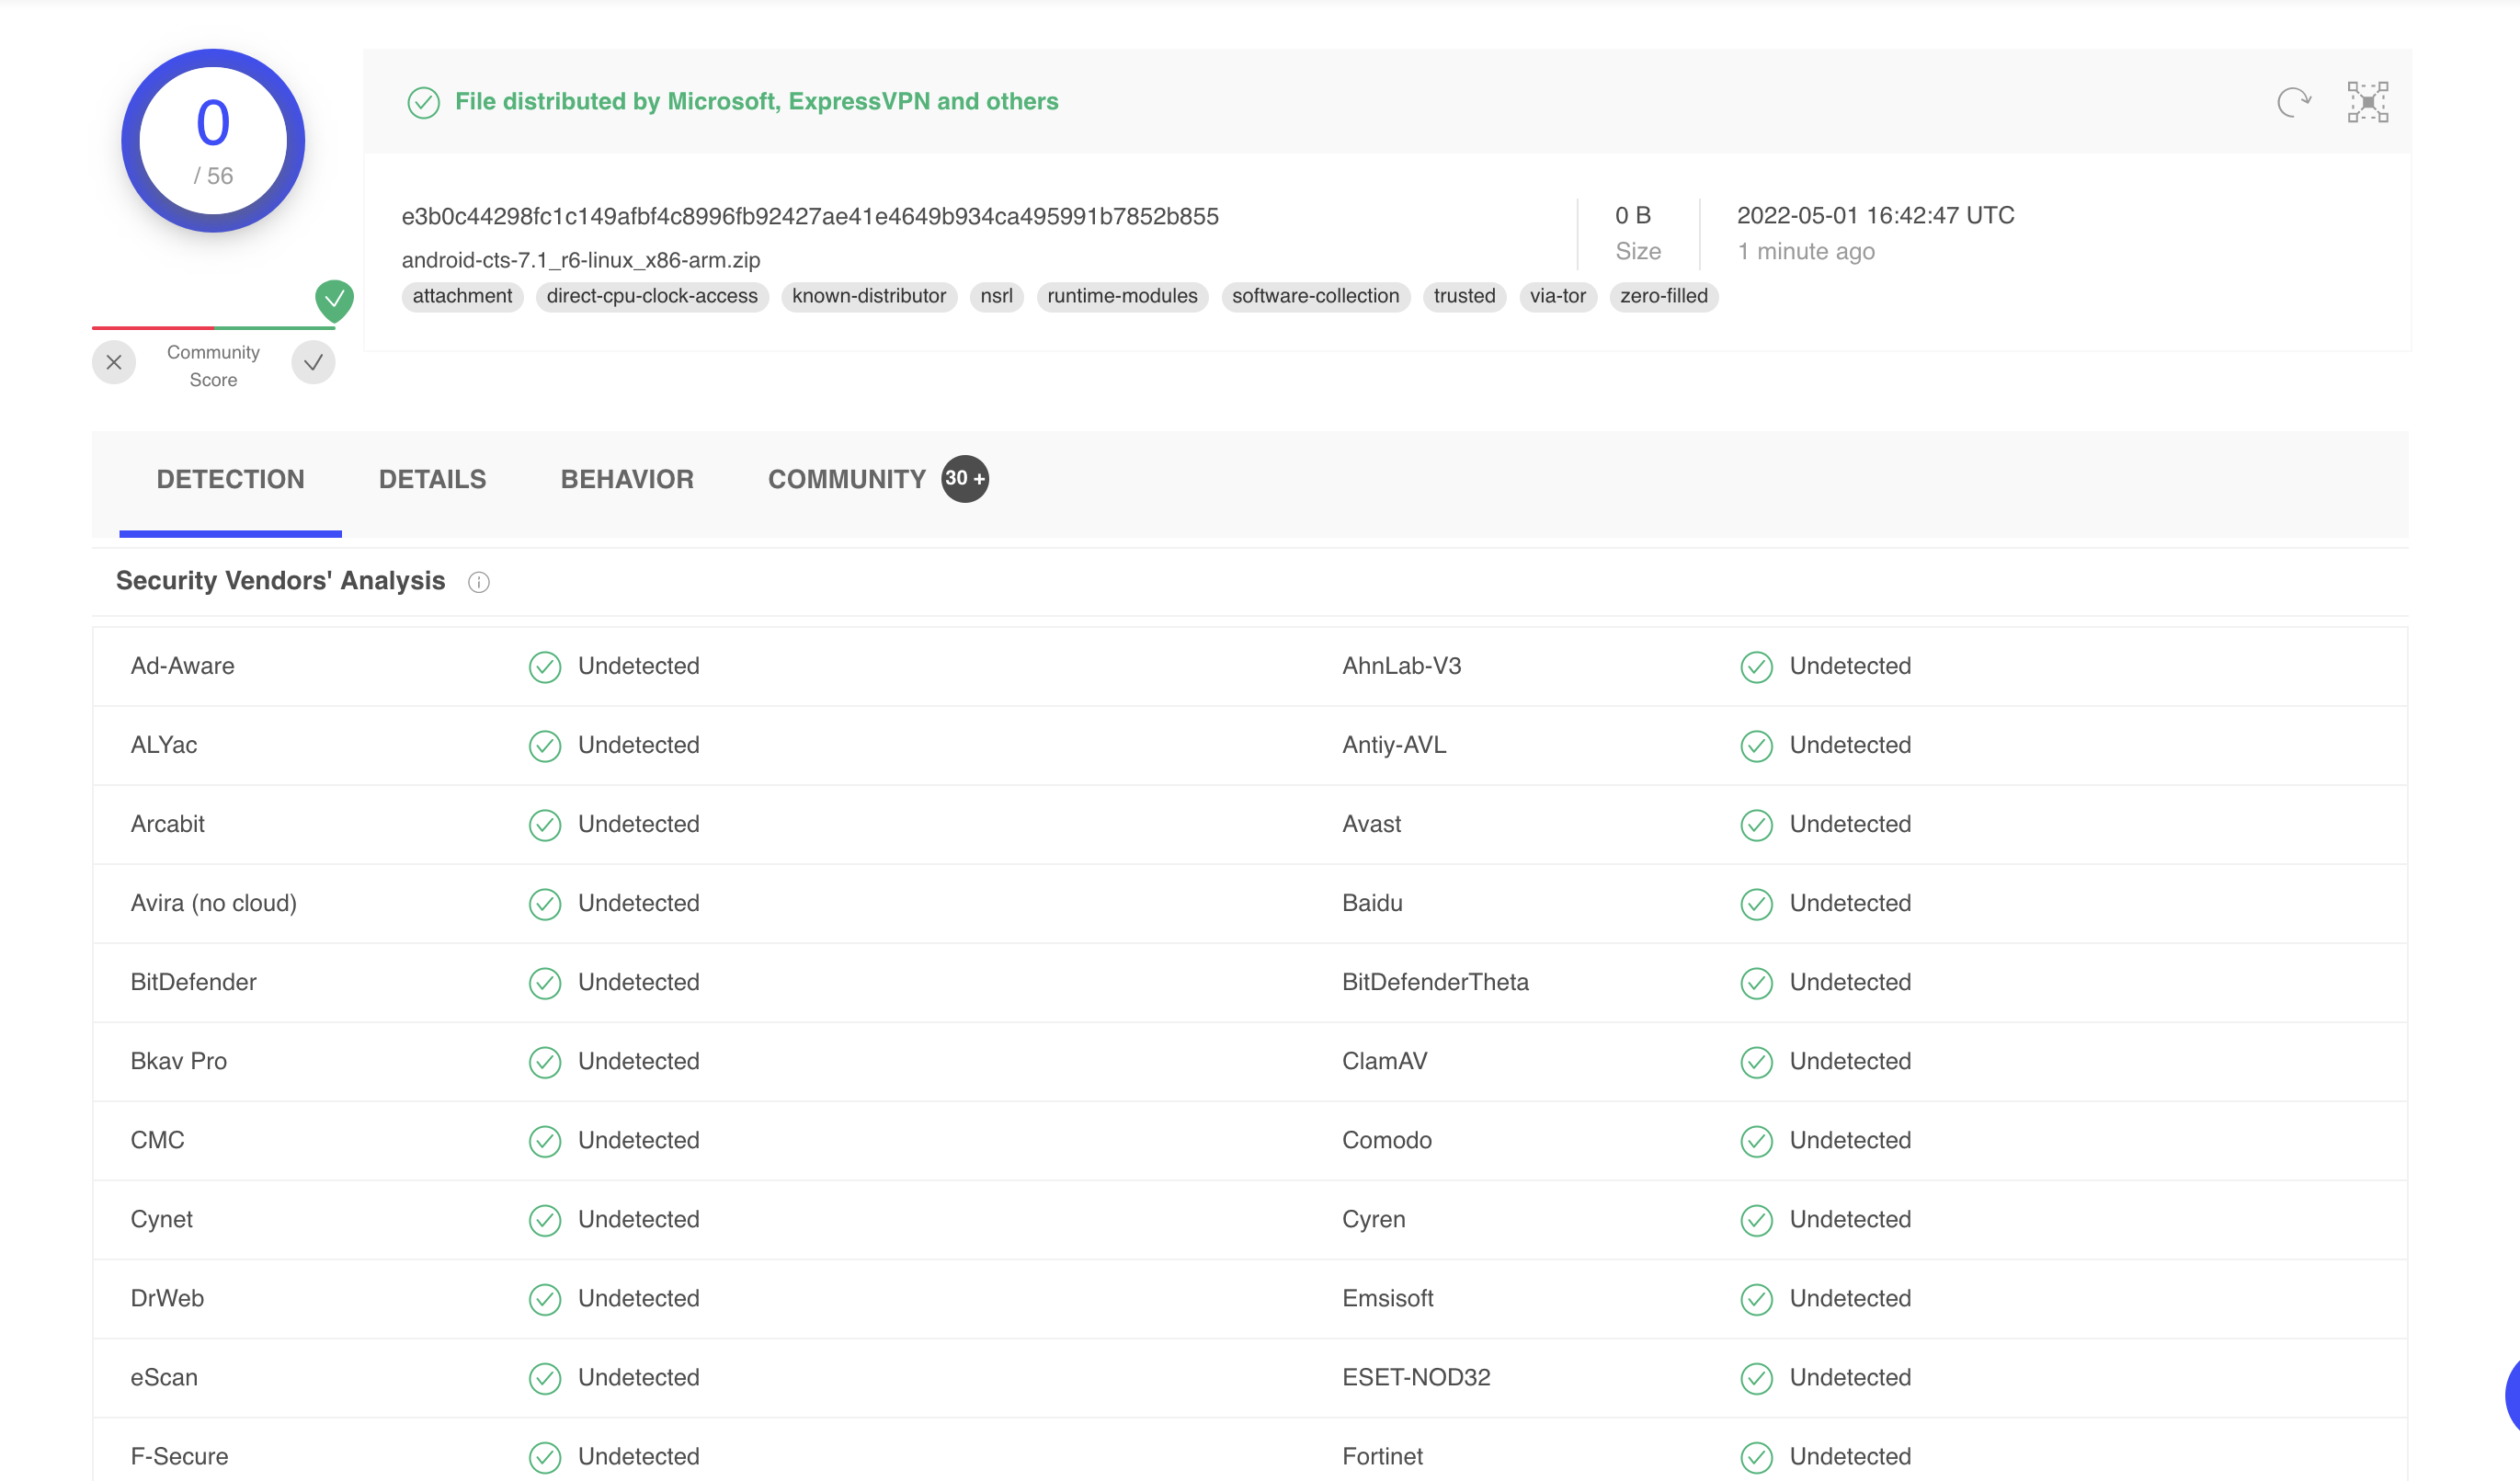 0
/ 56
File distributed by Microsoft, ExpressVPN and others
e3b0c44298fc1c149afbf4c8996fb92427ae41e4649b934ca495991b7852b855
android-cts-7.1_r6-linux_x86-arm.zip
attachment direct-cpu-clock-access known-distributor nsrl runtime-modules software-collection trusted via-tor zero-filled
0 B
Size
2022-05-01 16:42:47 UTC
1 minute ago
Community
Score
DETECTION DETAILS BEHAVIOR COMMUNITY 30 +
Security Vendors' Analysis
Ad-Aware Undetected AhnLab-V3 Undetected
ALYac Undetected Antiy-AVL Undetected
Arcabit Undetected Avast Undetected
Avira (no cloud) Undetected Baidu Undetected
BitDefender Undetected BitDefenderTheta Undetected
Bkav Pro Undetected ClamAV Undetected
CMC Undetected Comodo Undetected
Cynet Undetected Cyren Undetected
DrWeb Undetected Emsisoft Undetected
eScan Undetected ESET-NOD32 Undetected
F-Secure Undetected Fortinet Undetected